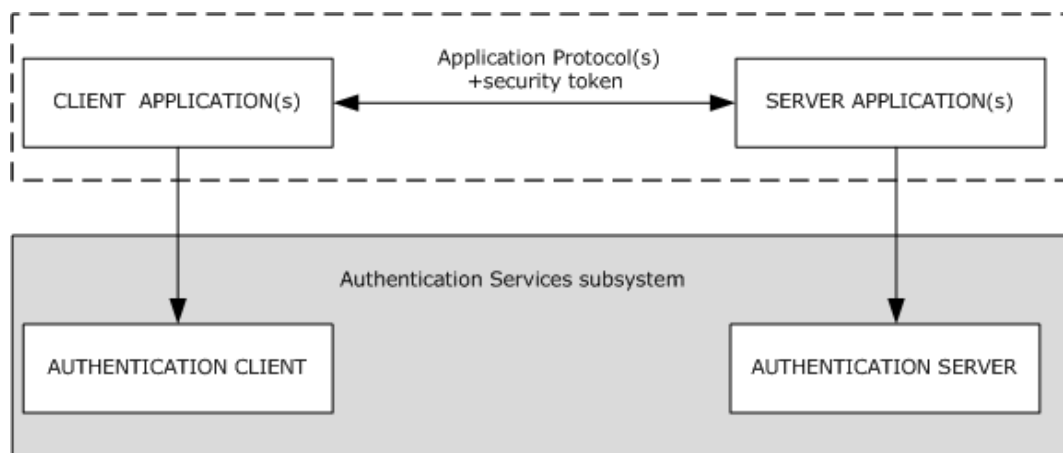 Application Protocol(s)
+security token
CLIENT APPLICATION(s)
SERVER APPLICATION(s)
Authentication Services subsystem
AUTHENTICATION CLIENT
AUTHENTICATION SERVER